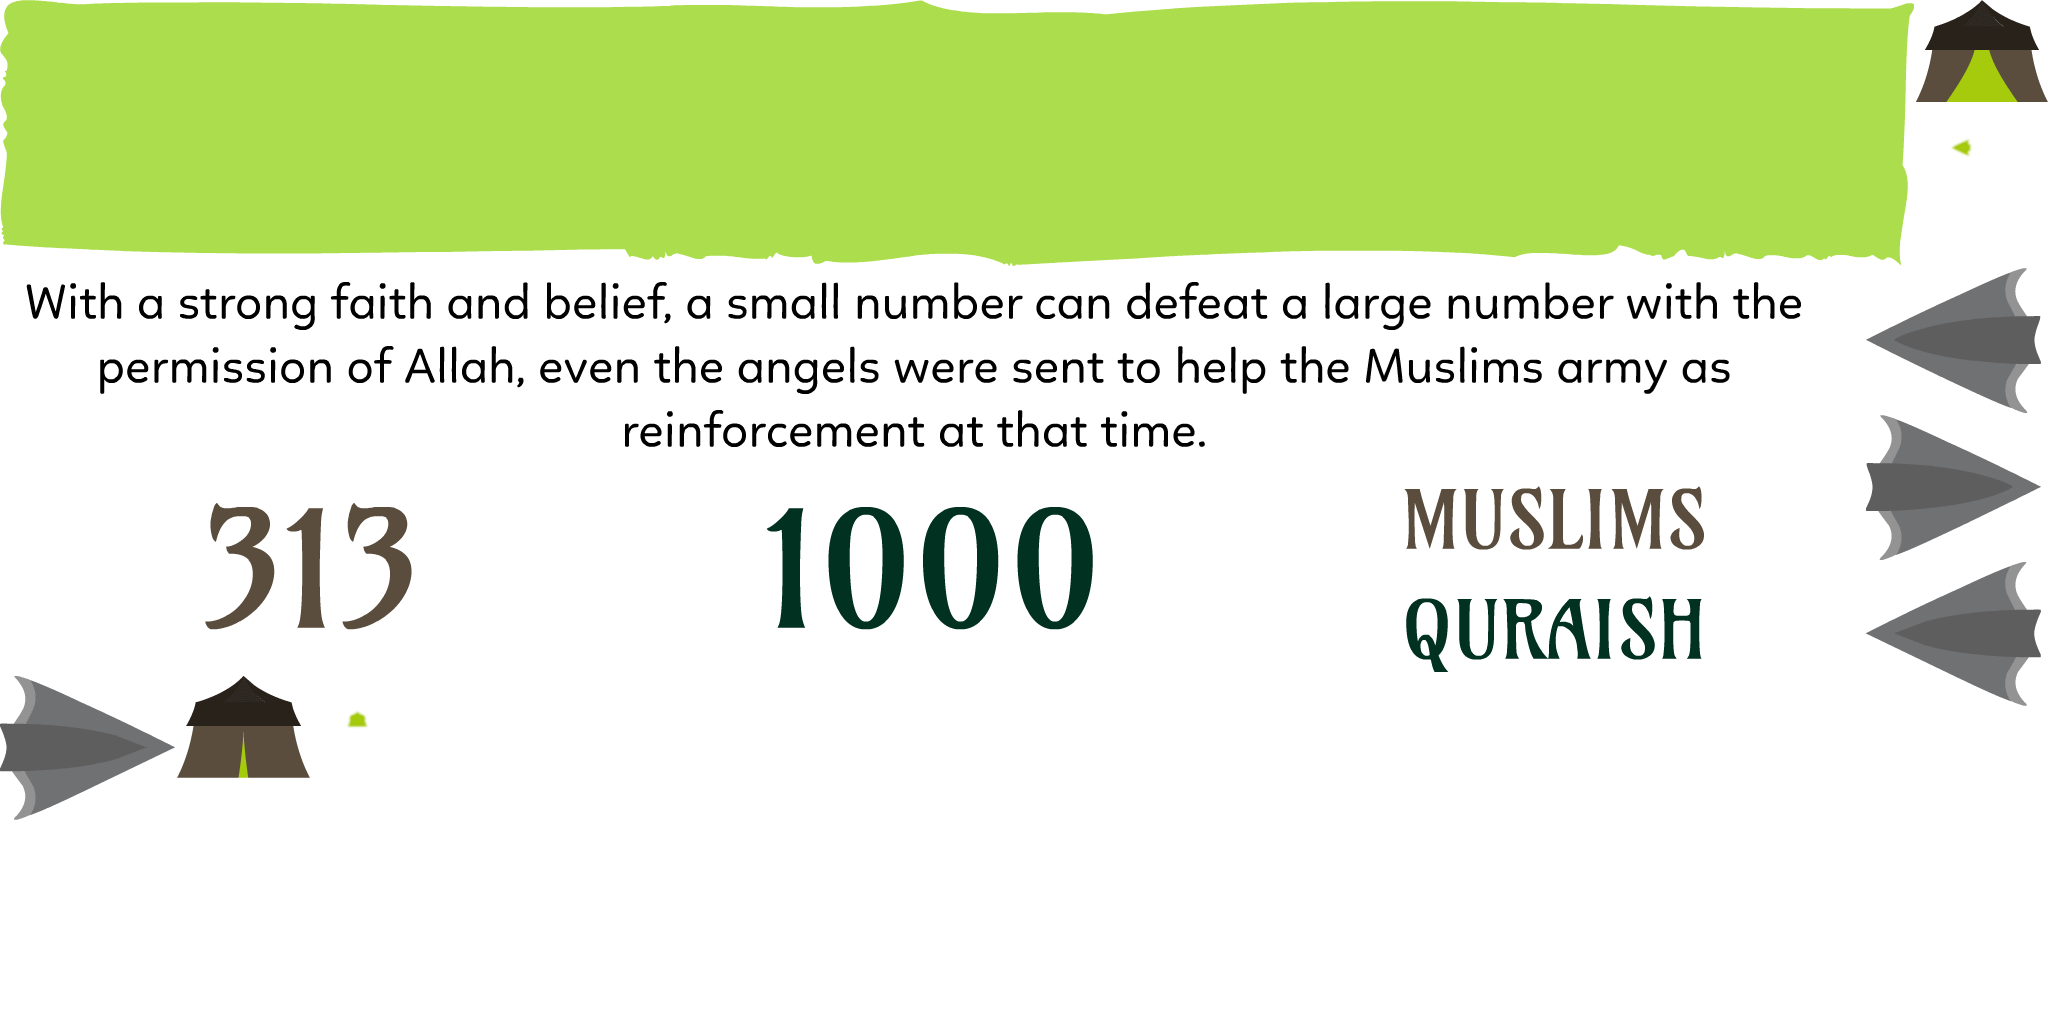 With a strong faith and belief, a small number can defeat a large number with the
permission of Allah, even the angels were sent to help the Muslims army as
reinforcement at that time.
313
1000
MUSLIMS
QURAISH